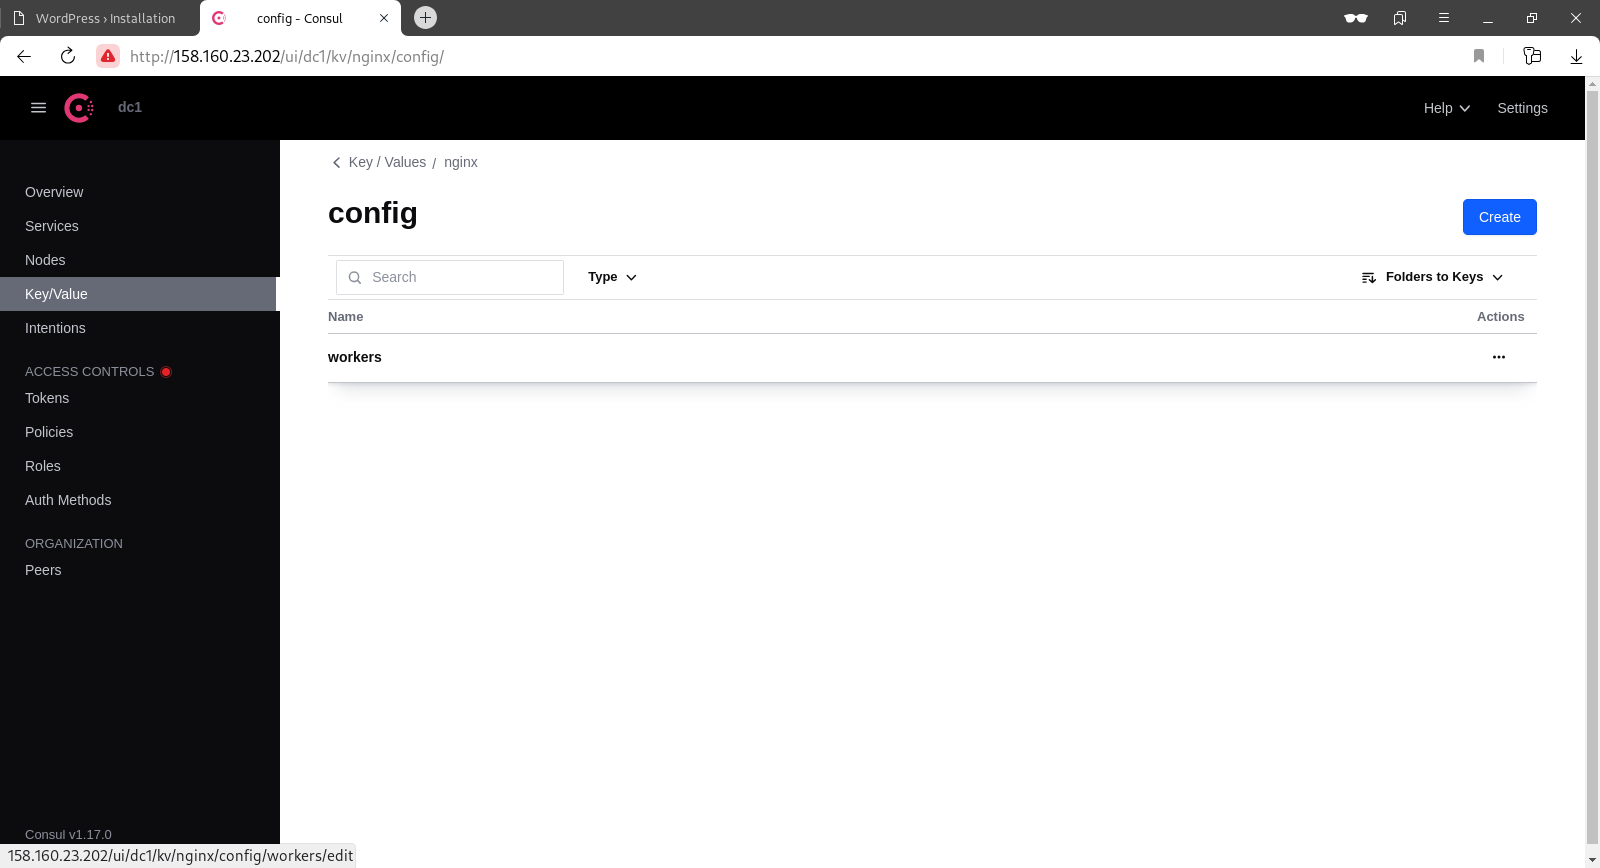 WordPress › Installation
config - Consul
http://158.160.23.202/ui/dc1/kv/nginx/config/
dc1
Help
Settings
Overview
Services
Nodes
Key/Value
Intentions
ACCESS CONTROLS
Tokens
Policies
Roles
Auth Methods
ORGANIZATION
Peers
Consul v1.17.0
Key / Values / nginx
config
Create
Search
Type
Folders to Keys
Name
Actions
workers
158.160.23.202/ui/dc1/kv/nginx/config/workers/edit